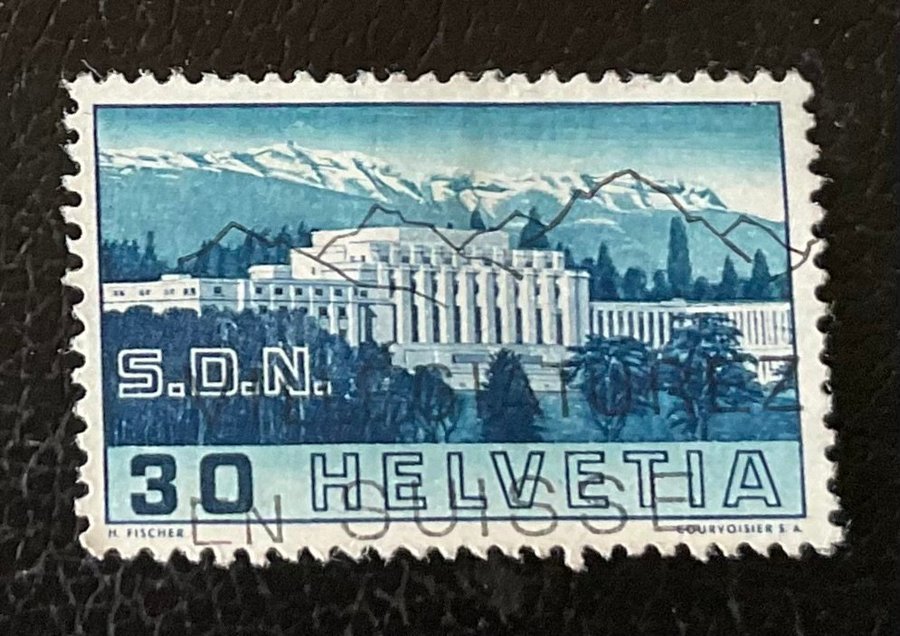 S.D.N.
30 HELVETIA
EN SUISSE
H. FISCHER COURVOISIER S. A.